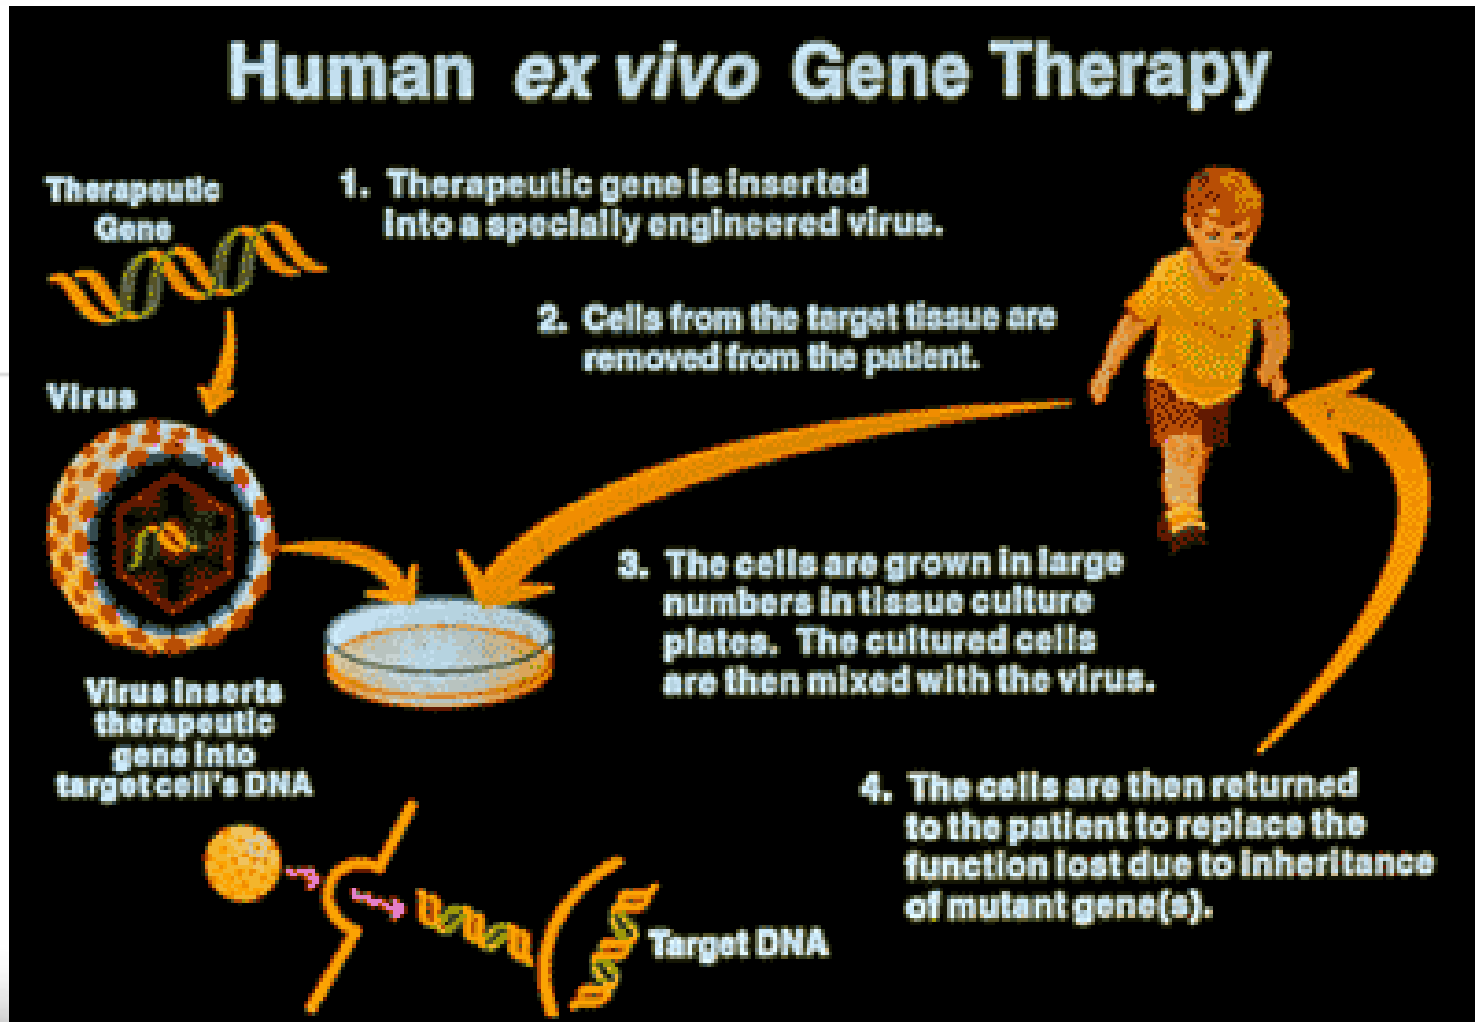 Human ex vivo Gene Therapy
Therapeutic
Gene
1. Therapeutic gene is inserted
into a specially engineered virus.
2. Cells from the target tissue are
removed from the patient.
Virus
3. The cells are grown in large
numbers in tissue culture
plates. The cultured cells
are then mixed with the virus.
Virus inserts
therapeutic
gene into
target cell's DNA
4. The cells are then returned
to the patient to replace the
function lost due to inheritance
of mutant gene(s).
Target DNA